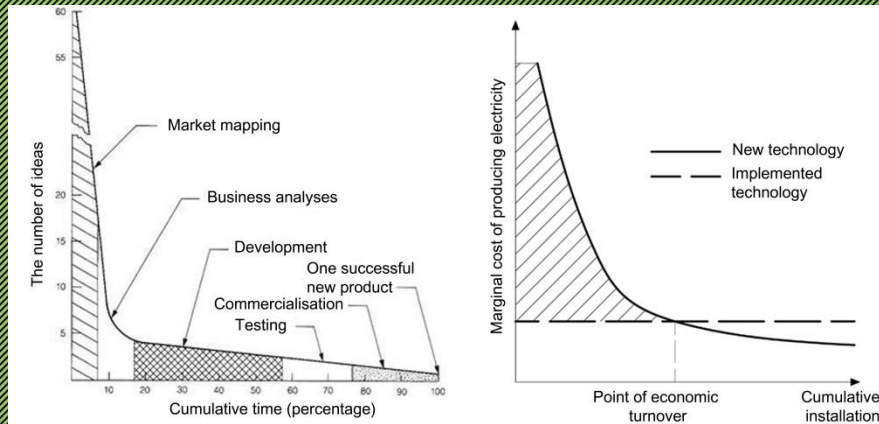 60
55
20
15
10
5
The number of ideas
Market mapping
Business analyses
Development
One successful
new product
Commercialisation
Testing
10 20 30 40 50 60 70 80 90 100
Cumulative time (percentage)
Marginal cost of producing electricity
New technology
Implemented
technology
Point of economic
turnover
Cumulative
installation